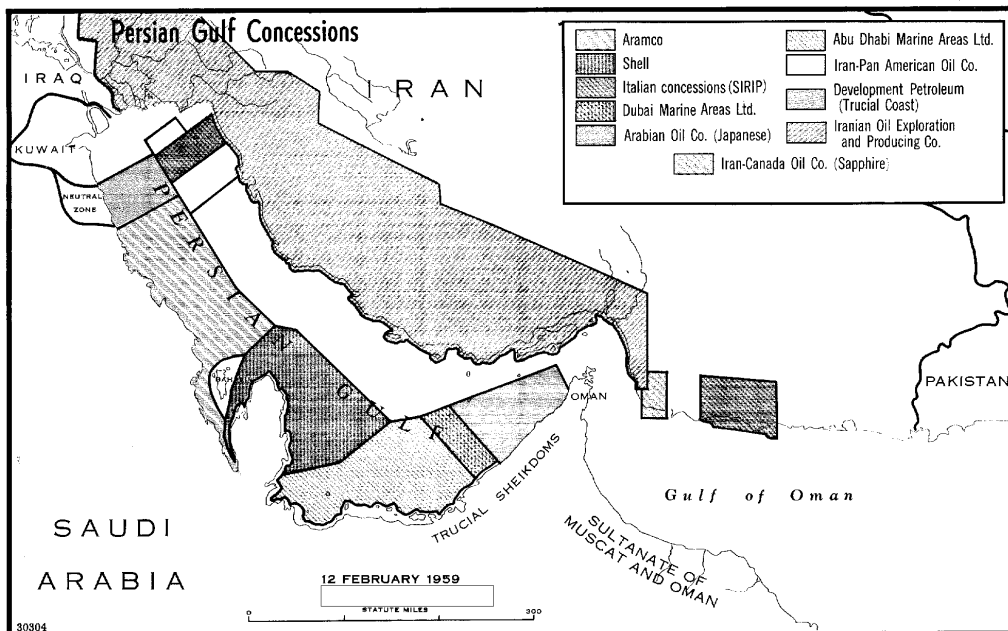 Persian Gulf Concessions
Aramco
Shell
Italian concessions (SIRIP)
Dubai Marine Areas Ltd.
Arabian Oil Co. (Japanese)
Abu Dhabi Marine Areas Ltd.
Iran-Pan American Oil Co.
Development Petroleum
(Trucial Coast)
Iranian Oil Exploration
and Producing Co.
Iran-Canada Oil Co. (Sapphire)
IRAQ
IRAN
KUWAIT
NEUTRAL
ZONE
PERSIAN GULF
OMAN
PAKISTAN
TRUCIAL SHEIKDOMS
Gulf of Oman
SULTANATE OF
MUSCAT AND OMAN
SAUDI
ARABIA
12 FEBRUARY 1959
0 300
STATUTE MILES
30304